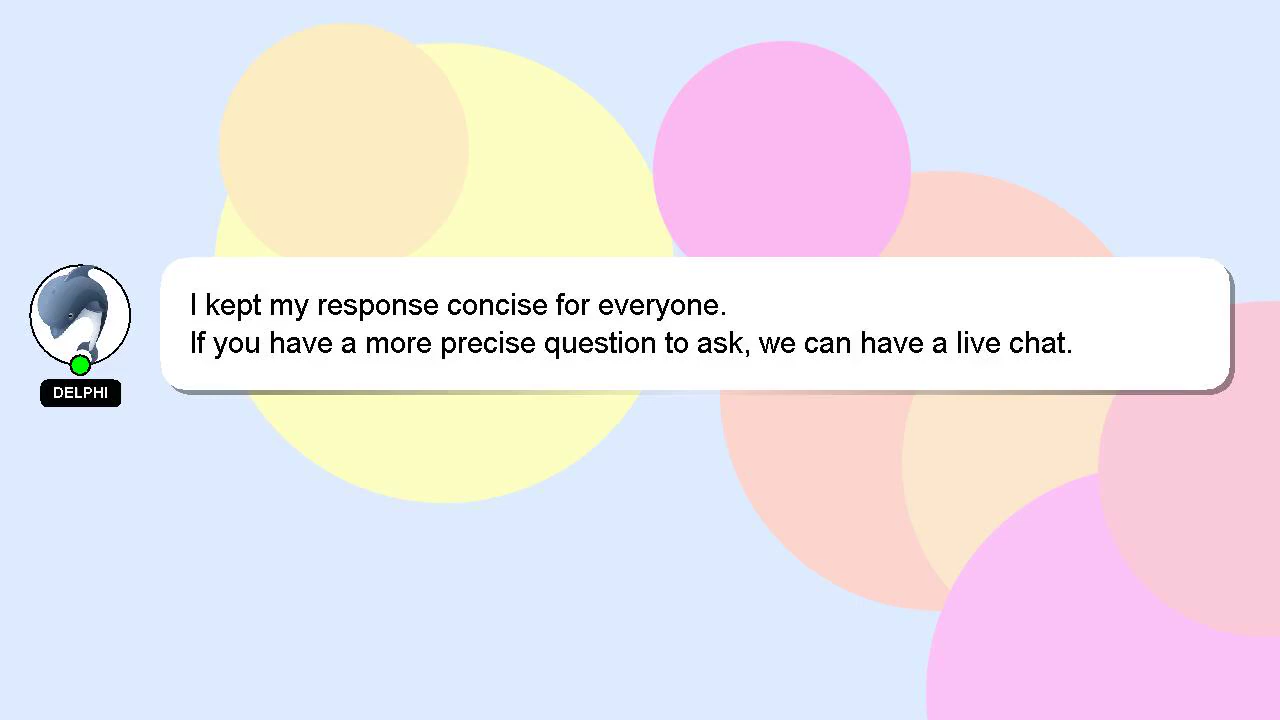 I kept my response concise for everyone.
If you have a more precise question to ask, we can have a live chat.
DELPHI